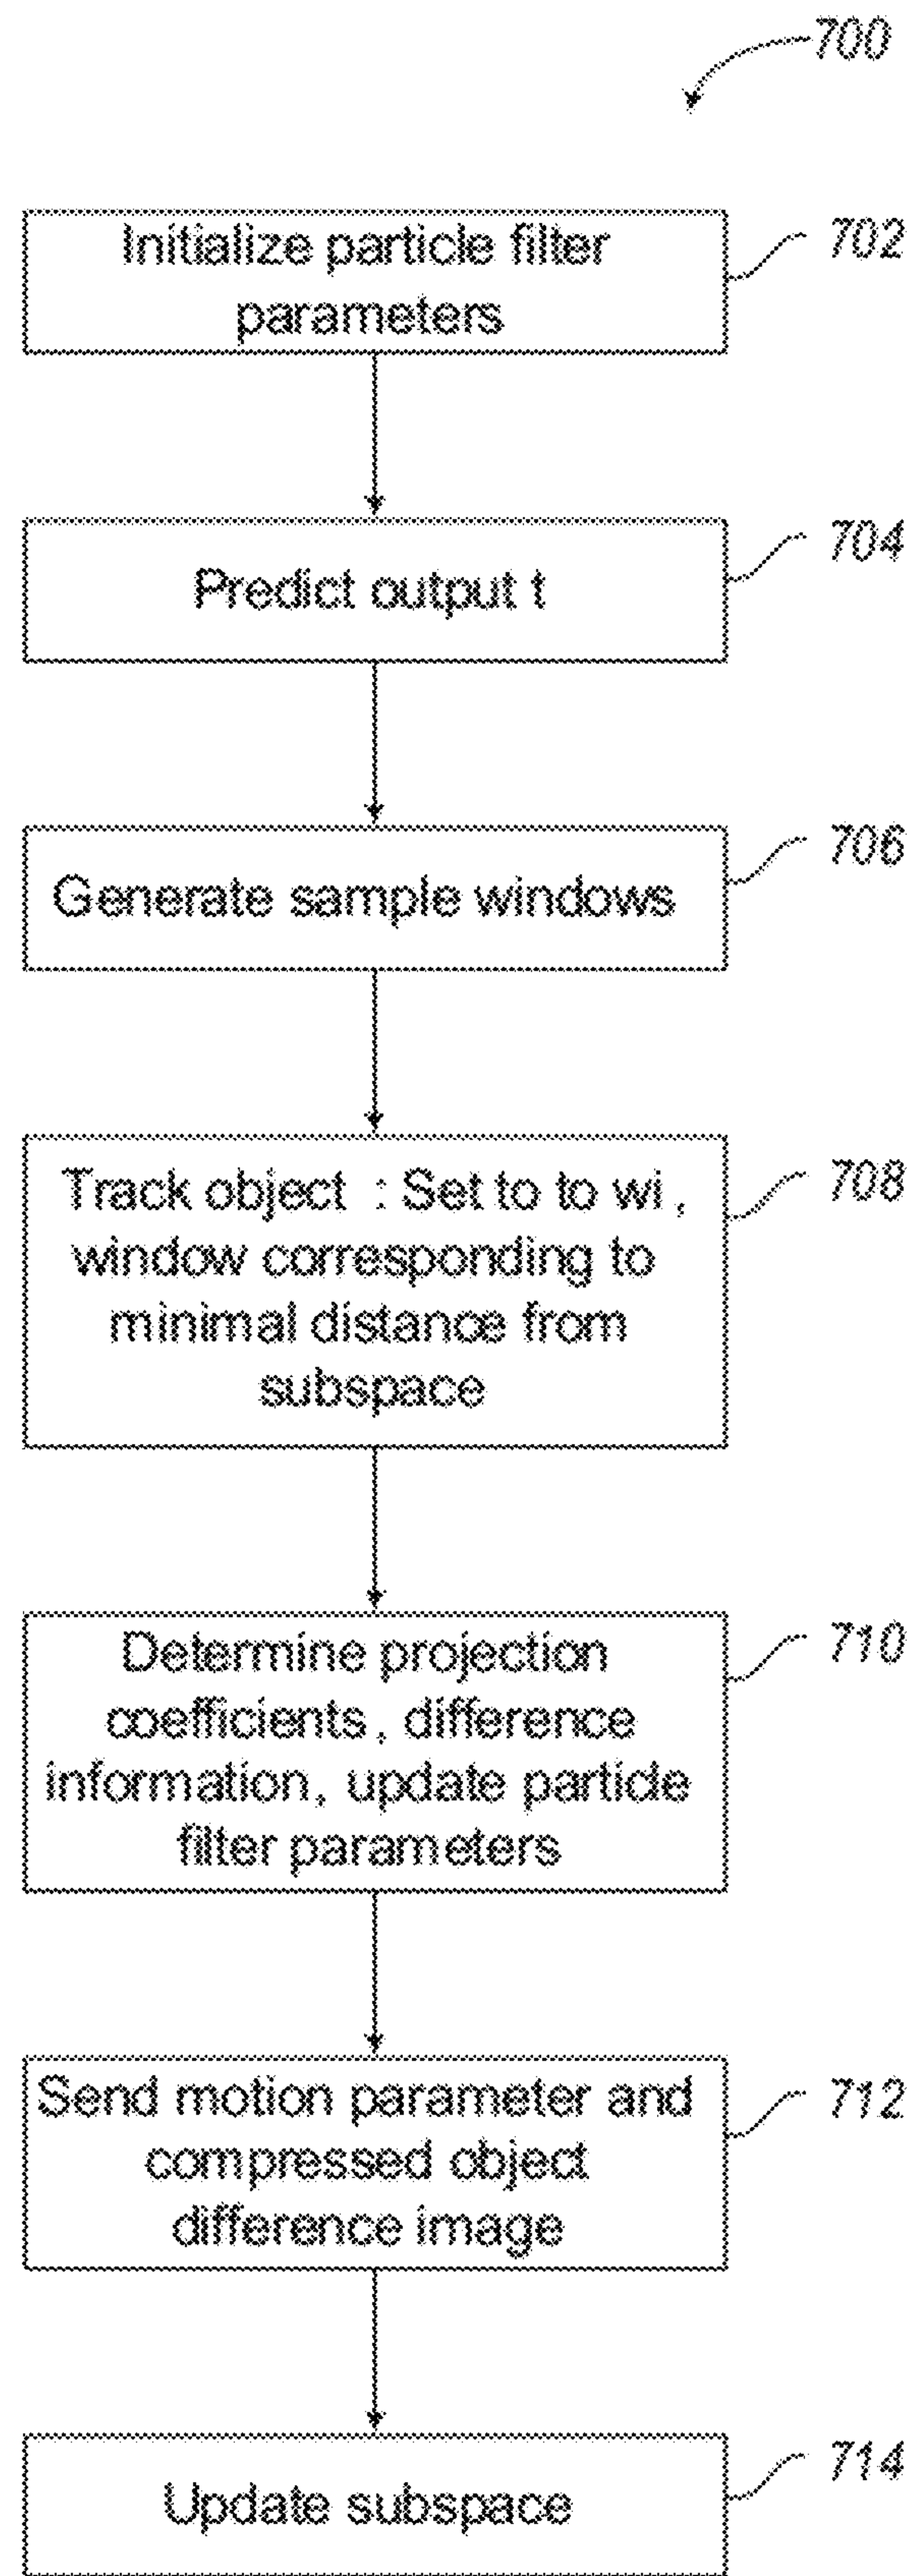 700
Initialize particle filter
parameters
702
Predict output t
704
Generate sample windows
706
Track object : Set to to wi ,
window corresponding to
minimal distance from
subspace
708
Determine projection
coefficients, difference
information, update particle
filter parameters
710
Send motion parameter and
compressed object
difference image
712
Update subspace
714